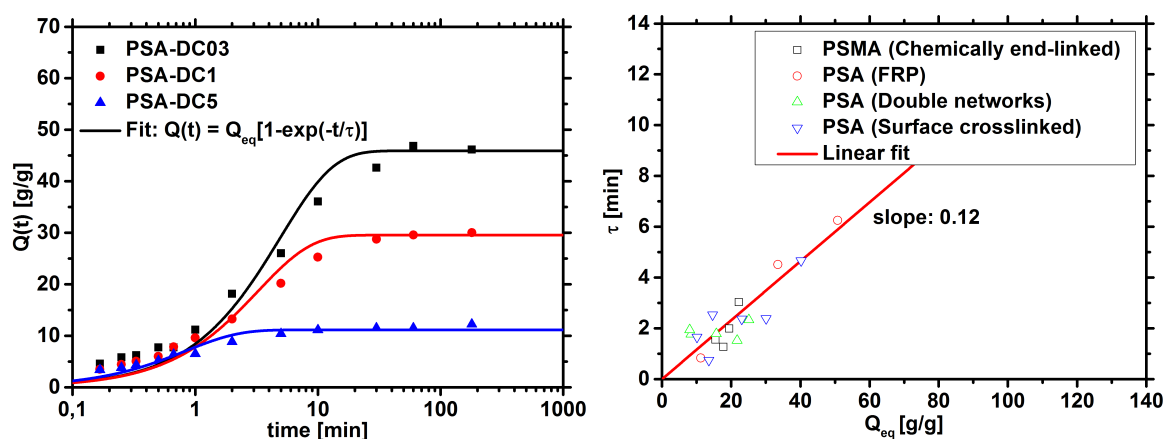 70
60
50
40
30
20
10
0
Q(t) [g/g]
PSA-DC03
PSA-DC1
PSA-DC5
Fit: Q(t) = Q_eq[1-exp(-t/τ)]
0,1 1 10 100 1000
time [min]
14
12
10
8
6
4
2
0
τ [min]
PSMA (Chemically end-linked)
PSA (FRP)
PSA (Double networks)
PSA (Surface crosslinked)
Linear fit
slope: 0.12
0 20 40 60 80 100 120 140
Q_eq [g/g]